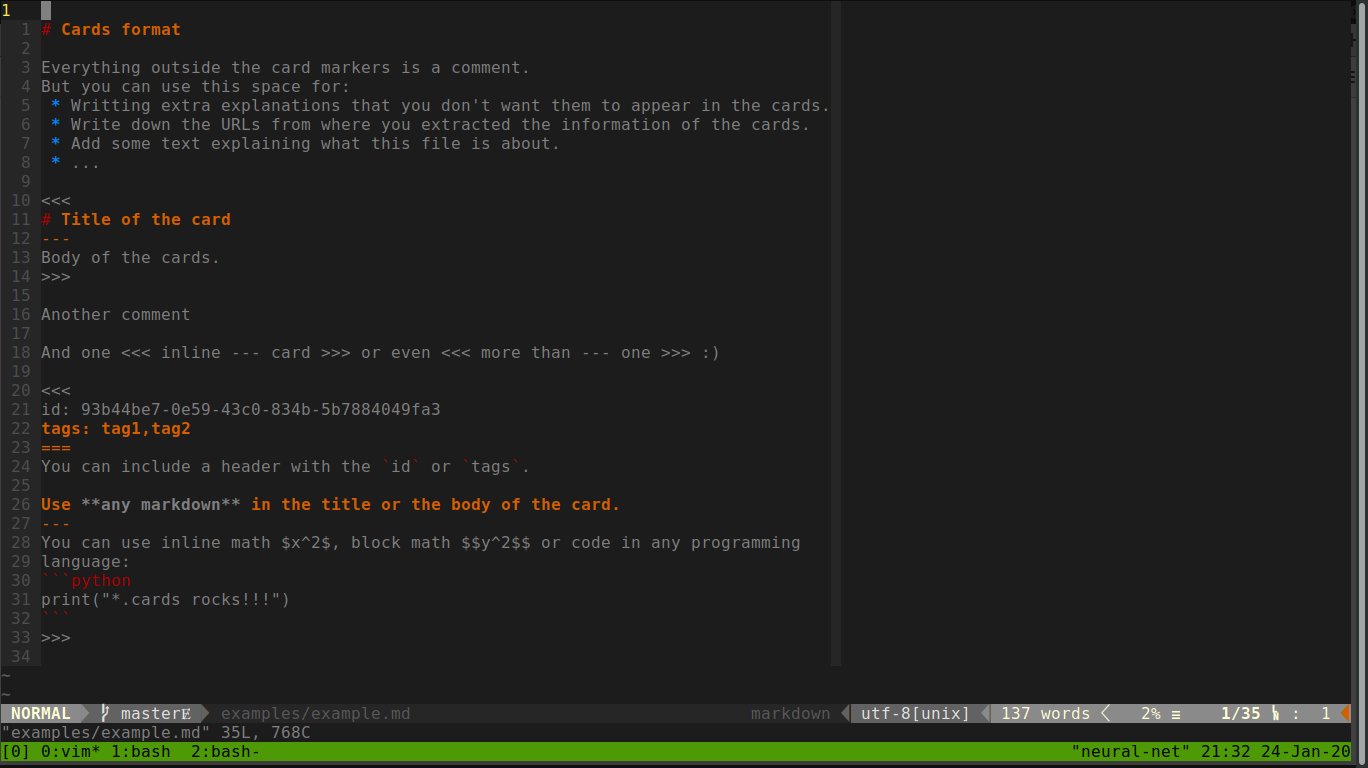 1
1 # Cards format
2
3 Everything outside the card markers is a comment.
4 But you can use this space for:
5  * Writting extra explanations that you don't want them to appear in the cards.
6  * Write down the URLs from where you extracted the information of the cards.
7  * Add some text explaining what this file is about.
8  * ...
9
10 <<<
11 # Title of the card
12 ---
13 Body of the cards.
14 >>>
15
16 Another comment
17
18 And one <<< inline --- card >>> or even <<< more than --- one >>> :)
19
20 <<<
21 id: 93b44be7-0e59-43c0-834b-5b7884049fa3
22 tags: tag1,tag2
23 ===
24 You can include a header with the `id` or `tags`.
25
26 Use **any markdown** in the title or the body of the card.
27 ---
28 You can use inline math $x^2$, block math $$y^2$$ or code in any programming
29 language:
30 ```python
31 print("*.cards rocks!!!")
32 ```
33 >>>
34
~
~
NORMAL master examples/example.md markdown utf-8[unix] 137 words 2% ≡ 1/35 : 1
"examples/example.md" 35L, 768C
[0] 0:vim* 1:bash  2:bash- "neural-net" 21:32 24-Jan-20